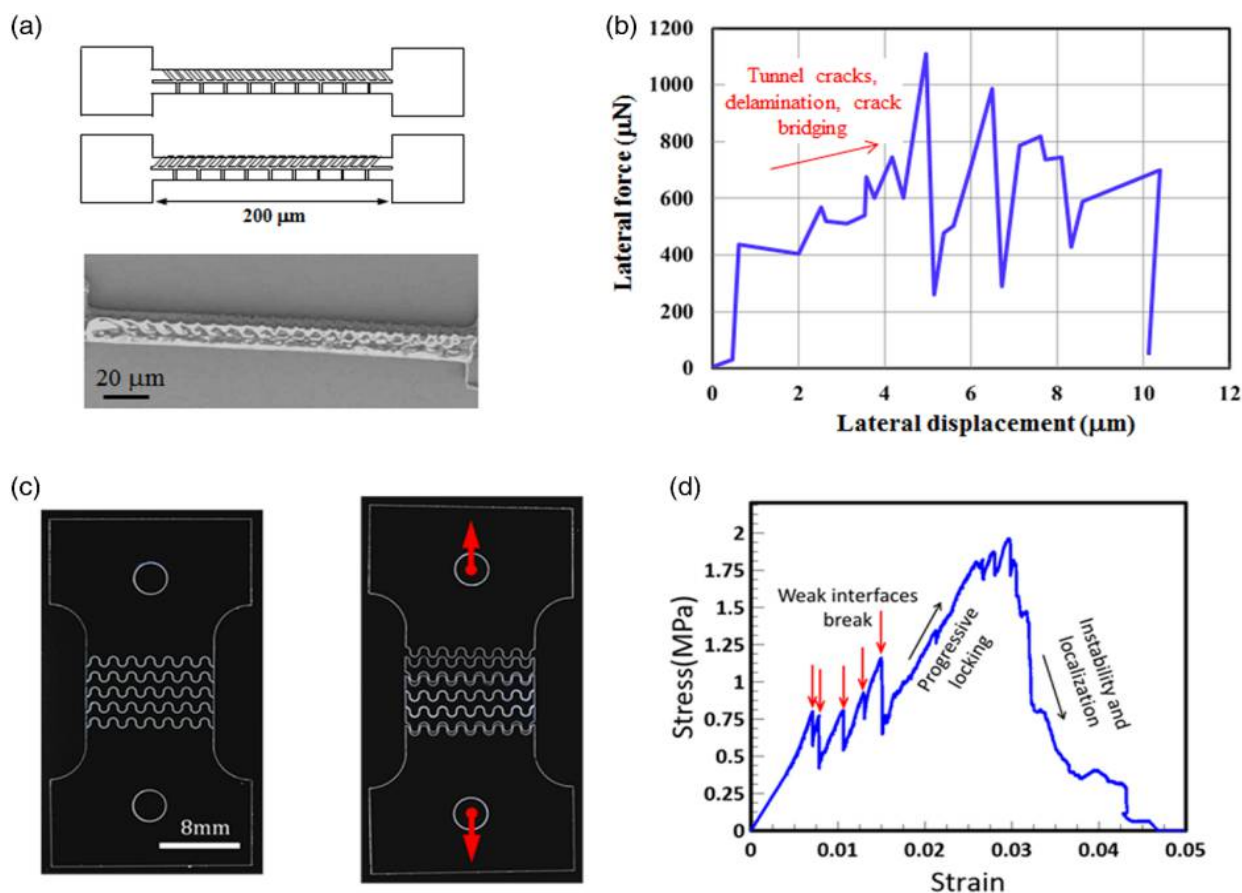 (a)
200 μm
20 μm
(b)
1200
1000
800
600
400
200
0
0
2
4
6
8
10
12
Lateral force (μN)
Lateral displacement (μm)
Tunnel cracks,
delamination, crack
bridging
(c)
8mm
(d)
2
1.75
1.5
1.25
1
0.75
0.5
0.25
0
0
0.01
0.02
0.03
0.04
0.05
Stress(MPa)
Strain
Weak interfaces
break
Progressive
locking
Instability and
localization